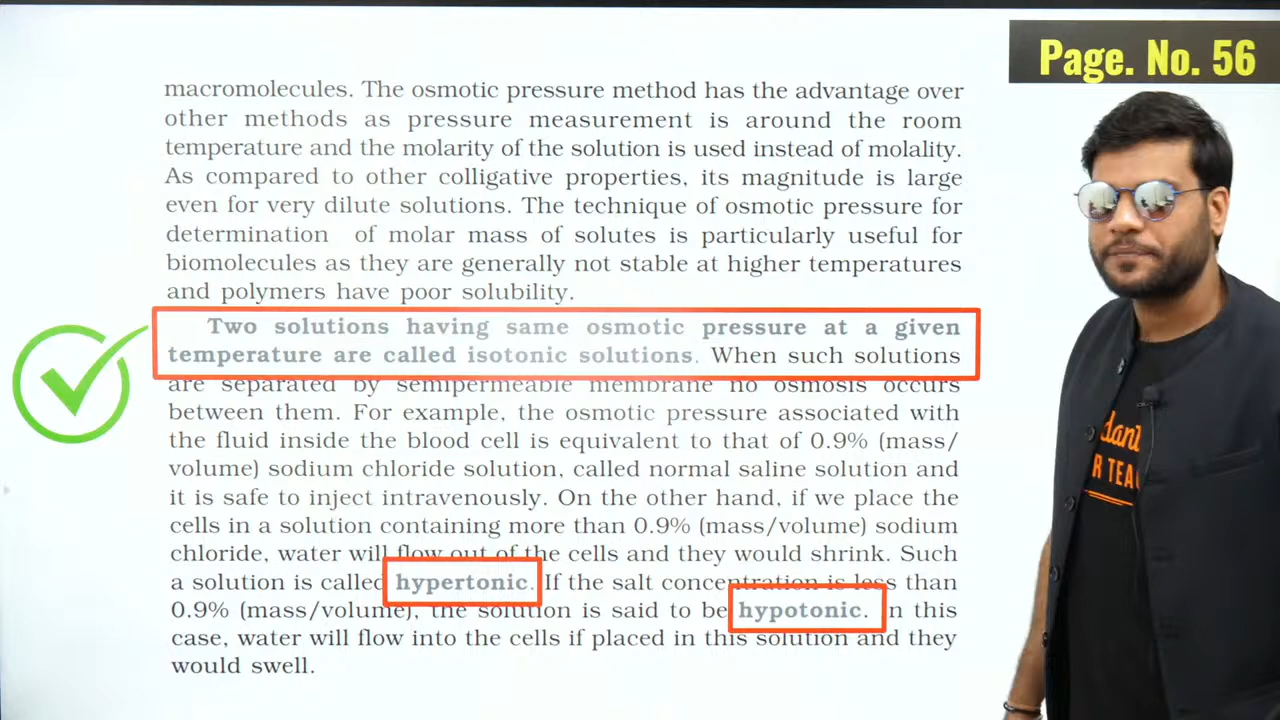 Page. No. 56
macromolecules. The osmotic pressure method has the advantage over
other methods as pressure measurement is around the room
temperature and the molarity of the solution is used instead of molality.
As compared to other colligative properties, its magnitude is large
even for very dilute solutions. The technique of osmotic pressure for
determination of molar mass of solutes is particularly useful for
biomolecules as they are generally not stable at higher temperatures
and polymers have poor solubility.
Two solutions having same osmotic pressure at a given
temperature are called isotonic solutions. When such solutions
are separated by semipermeable membrane no osmosis occurs
between them. For example, the osmotic pressure associated with
the fluid inside the blood cell is equivalent to that of 0.9% (mass/
volume) sodium chloride solution, called normal saline solution and
it is safe to inject intravenously. On the other hand, if we place the
cells in a solution containing more than 0.9% (mass/volume) sodium
chloride, water will flow out of the cells and they would shrink. Such
a solution is called hypertonic. If the salt concentration is less than
0.9% (mass/volume), the solution is said to be hypotonic. In this
case, water will flow into the cells if placed in this solution and they
would swell.